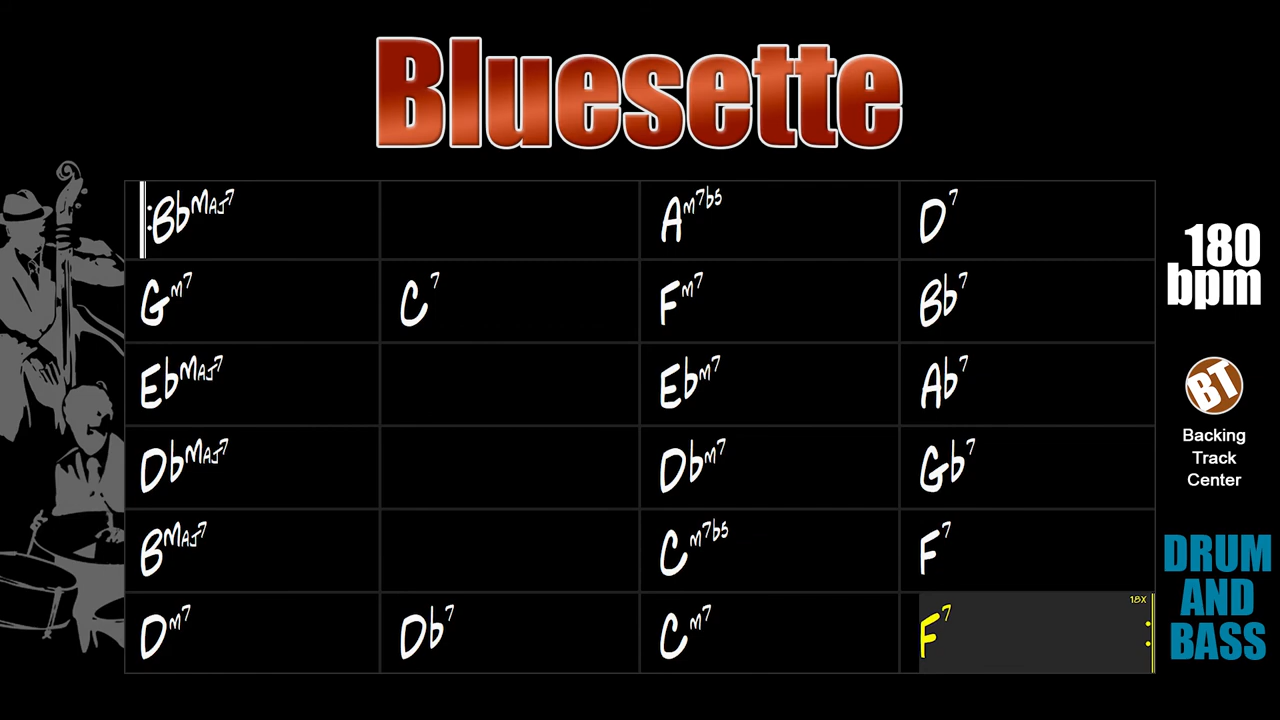 Bluesette
BbMAJ7 Am7b5 D7
Gm7 C7 Fm7 Bb7
EbMAJ7 Ebm7 Ab7
DbMAJ7 Dbm7 Gb7
BMAJ7 Cm7b5 F7
Dm7 Db7 Cm7 F7
18X
180
bpm
BT
Backing
Track
Center
DRUM
AND
BASS